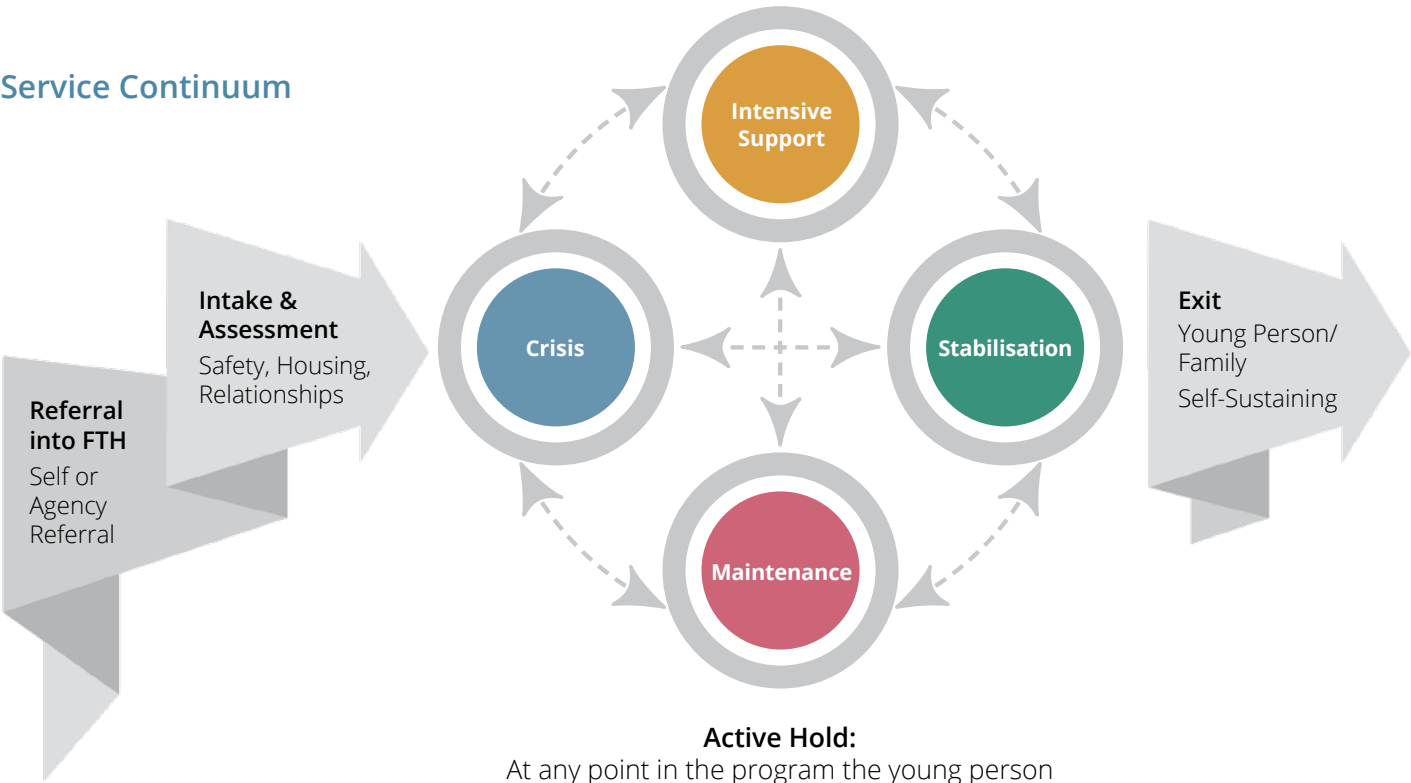 Service Continuum
Referral
into FTH
Self or
Agency
Referral
Intake &
Assessment
Safety, Housing,
Relationships
Crisis
Intensive
Support
Stabilisation
Maintenance
Exit
Young Person/
Family
Self-Sustaining
Active Hold:
At any point in the program the young person